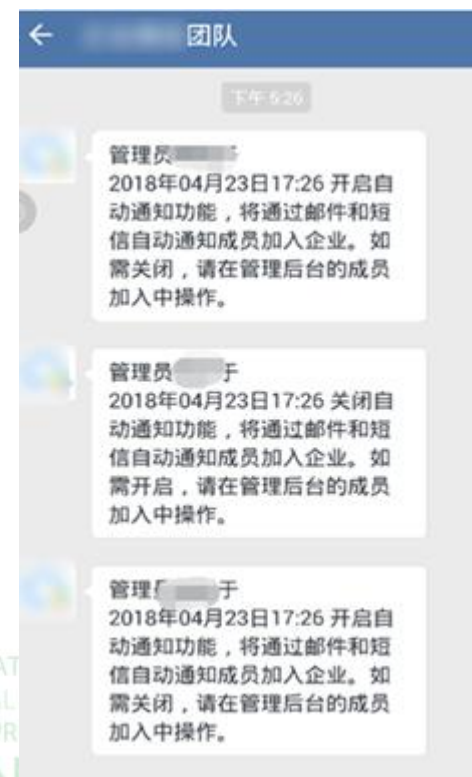 团队
下午 5:26
管理员
2018年04月23日17:26 开启自
动通知功能，将通过邮件和短
信自动通知成员加入企业。如
需关闭，请在管理后台的成员
加入中操作。
管理员 于
2018年04月23日17:26 关闭自
动通知功能，将通过邮件和短
信自动通知成员加入企业。如
需开启，请在管理后台的成员
加入中操作。
管理员 于
2018年04月23日17:26 开启自
动通知功能，将通过邮件和短
信自动通知成员加入企业。如
需关闭，请在管理后台的成员
加入中操作。